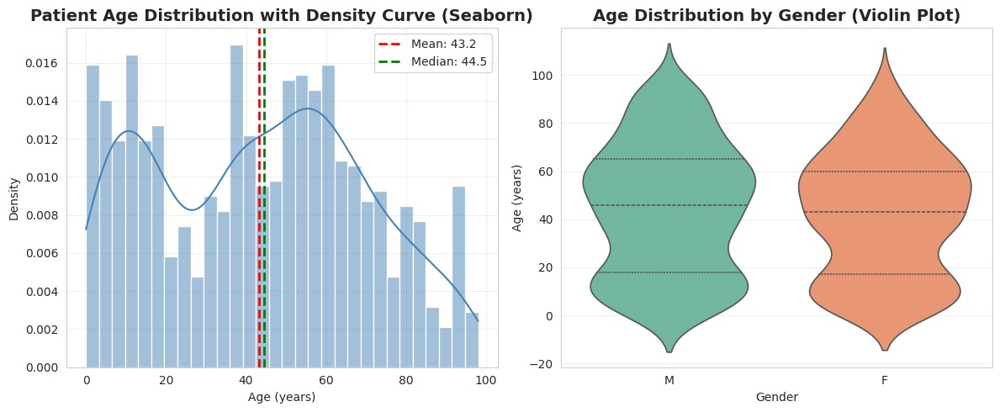 Patient Age Distribution with Density Curve (Seaborn)
Mean: 43.2
Median: 44.5
0.016
0.014
0.012
0.010
0.008
0.006
0.004
0.002
0.000
Density
0 20 40 60 80 100
Age (years)
Age Distribution by Gender (Violin Plot)
100
80
60
40
20
0
−20
Age (years)
M F
Gender